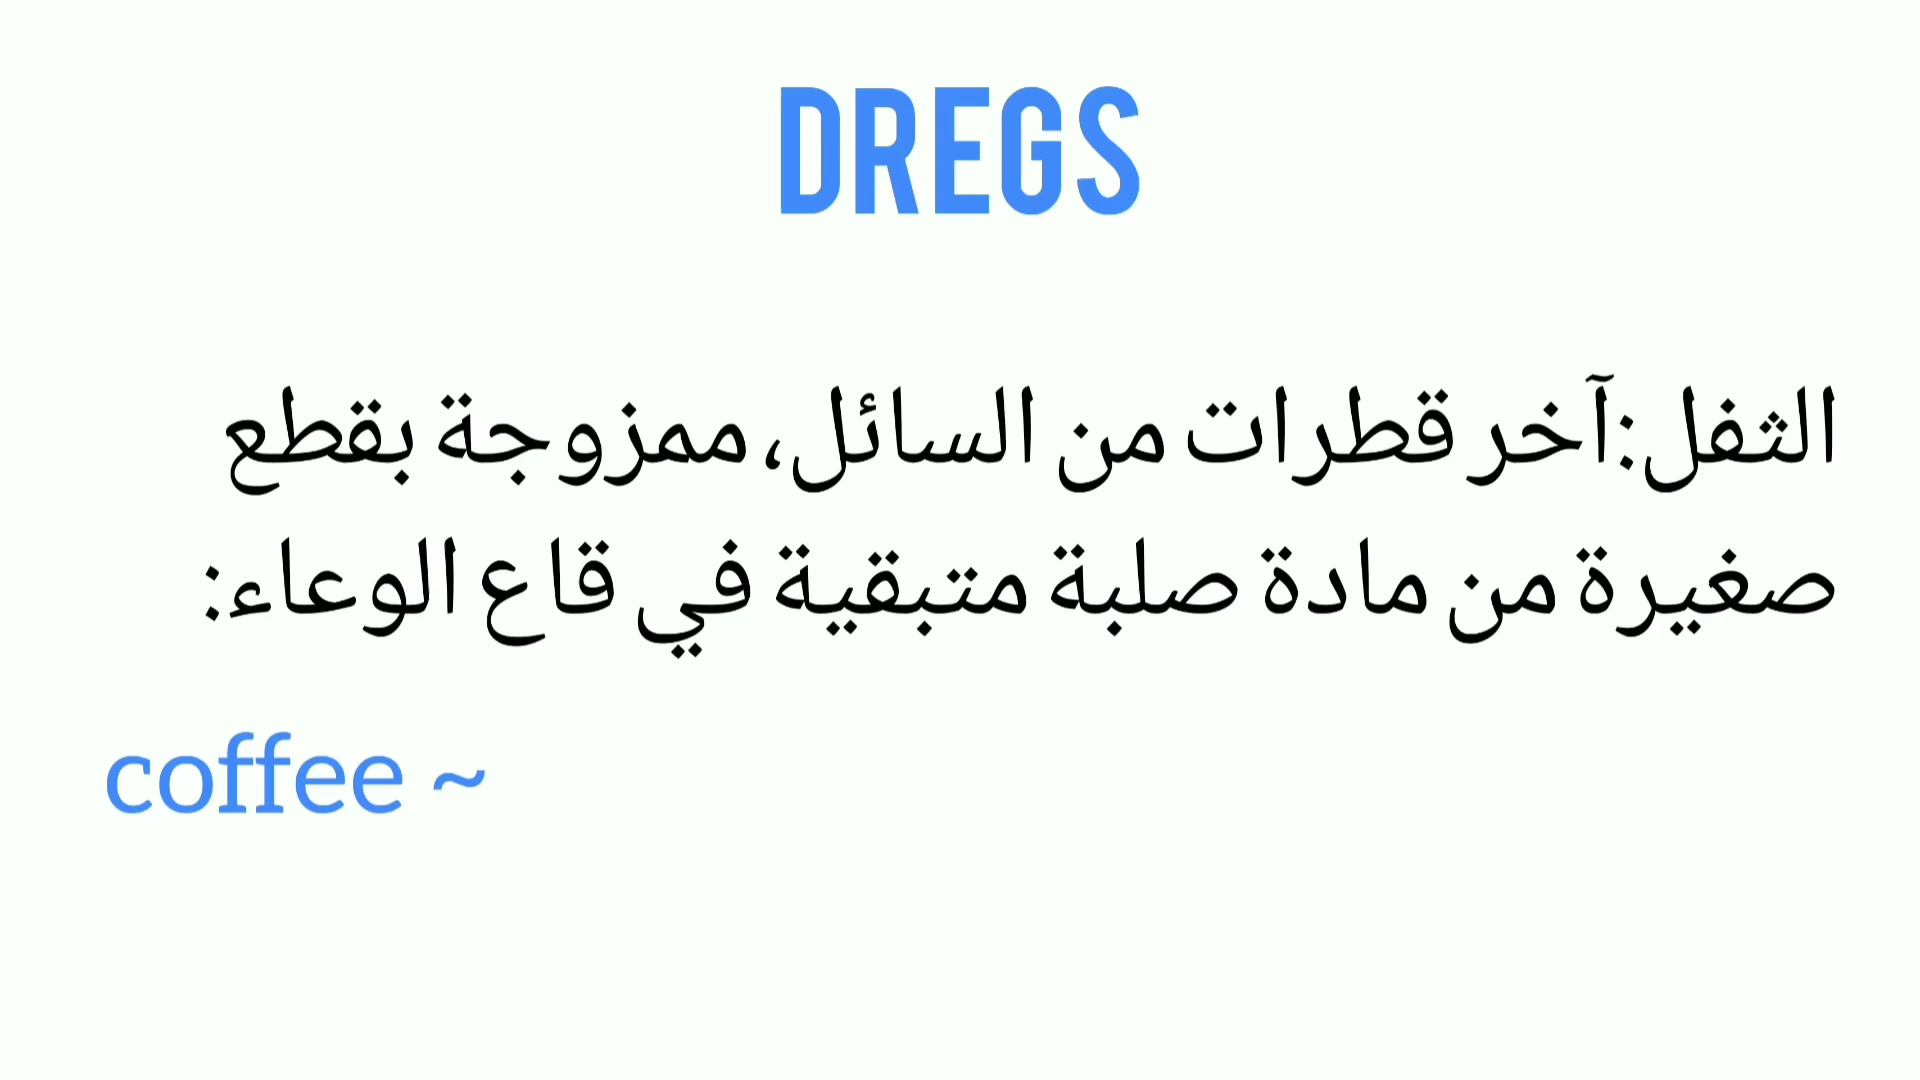 DREGS
الثفل:آخر قطرات من السائل، ممزوجة بقطع
صغيرة من مادة صلبة متبقية في قاع الوعاء:
coffee ~